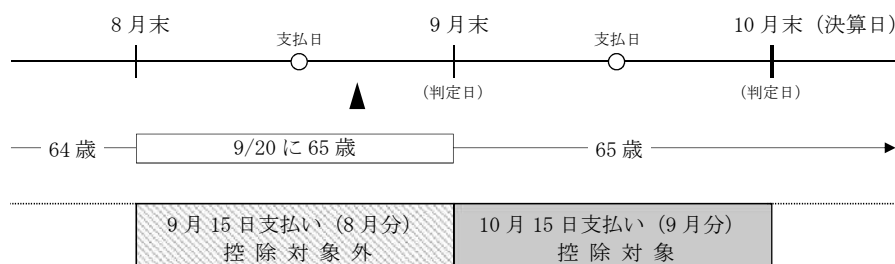 8月末
支払日
9月末
支払日
10月末（決算日）
（判定日）
（判定日）
64歳
9/20に65歳
65歳
9月15日支払い（8月分）
控除対象外
10月15日支払い（9月分）
控除対象